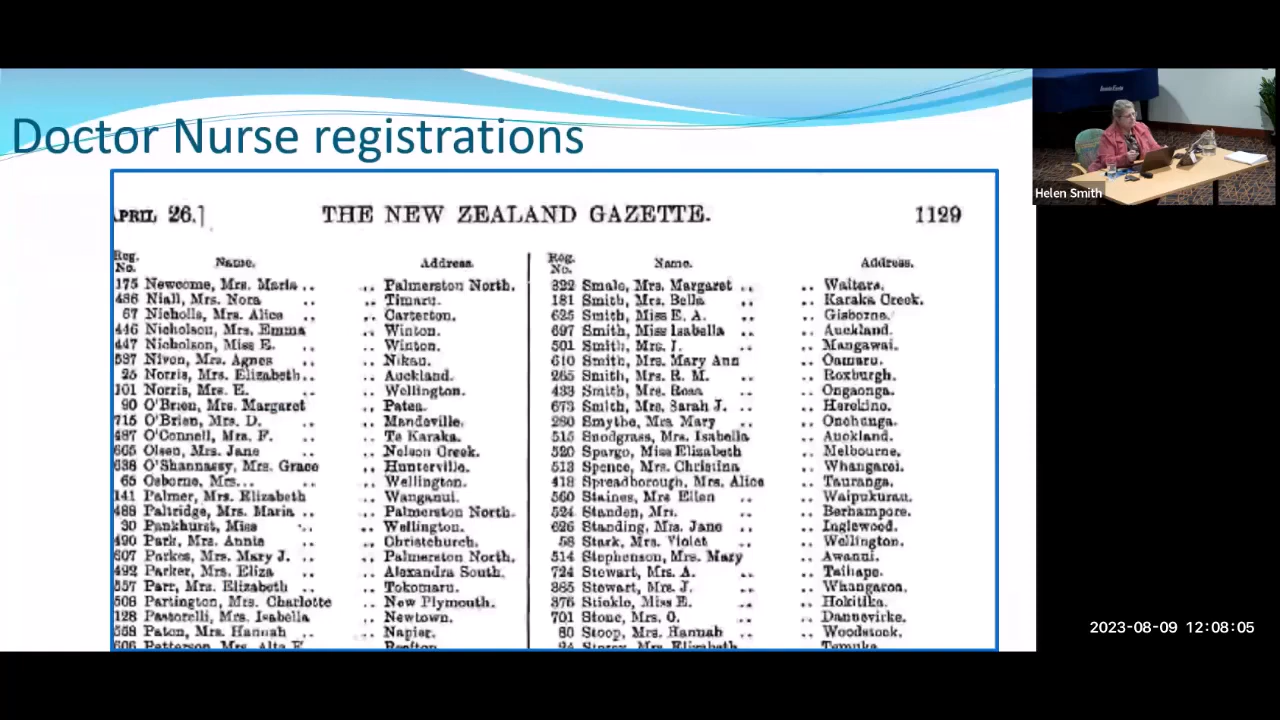 Doctor Nurse registrations
APRIL 26.]
THE NEW ZEALAND GAZETTE.
1129
Reg. No. Name. Address.
175 Newcome, Mrs. Maria .. .. Palmerston North.
486 Niall, Mrs. Nora .. .. Timaru.
67 Nicholls, Mrs. Alice .. .. Carterton.
446 Nicholson, Mrs. Emma .. Winton.
447 Nicholson, Miss E. .. .. Winton.
587 Niven, Mrs. Agnes .. .. Nikau.
25 Norris, Mrs. Elizabeth .. .. Auckland.
101 Norris, Mrs. E. .. .. Wellington.
90 O'Brien, Mrs. Margaret .. Patea.
715 O'Brien, Mrs. D. .. .. Mandeville.
487 O'Connell, Mrs. F. .. .. Te Karaka.
665 Olsen, Mrs. Jane .. .. Nelson Creek.
638 O'Shannassy, Mrs. Grace .. Hunterville.
65 Osborne, Mrs... .. Wellington.
141 Palmer, Mrs. Elizabeth .. Wanganui.
488 Paltridge, Mrs. Maria .. .. Palmerston North.
30 Pankhurst, Miss .. .. Wellington.
490 Park, Mrs. Annie .. .. Christchurch.
607 Parkes, Mrs. Mary J. .. .. Palmerston North.
492 Parker, Mrs. Eliza .. .. Alexandra South.
557 Parr, Mrs. Elizabeth .. .. Tokomaru.
508 Partington, Mrs. Charlotte .. New Plymouth.
128 Pastorelli, Mrs. Isabella .. Newtown.
558 Paton, Mrs. Hannah .. .. Napier.
606 Patterson, Mrs. .. Reefton.
Reg. No. Name. Address.
322 Smale, Mrs. Margaret .. .. Waitara.
181 Smith, Mrs. Bella .. .. Karaka Creek.
625 Smith, Miss E. A. .. .. Gisborne.
697 Smith, Miss Isabella .. .. Auckland.
501 Smith, Mrs. J. .. .. Mangawai.
610 Smith, Mrs. Mary Ann .. Oamaru.
265 Smith, Mrs. R. M. .. .. Roxburgh.
433 Smith, Mrs. Rosa .. .. Ongaonga.
673 Smith, Mrs. Sarah J. .. .. Herekino.
280 Smythe, Mrs. Mary .. Onehunga.
515 Snodgrass, Mrs. Isabella .. Auckland.
520 Spargo, Miss Elizabeth .. Melbourne.
513 Spence, Mrs. Christina .. Whangarei.
418 Spreadborough, Mrs. Alice .. Tauranga.
560 Staines, Mrs Ellen .. .. Waipukurau.
524 Standen, Mrs. .. .. Berhampore.
626 Standing, Mrs. Jane .. .. Inglewood.
58 Stark, Mrs. Violet .. .. Wellington.
514 Stephenson, Mrs. Mary .. Awanui.
724 Stewart, Mrs. A. .. .. Taihape.
385 Stewart, Mrs. J. .. .. Whangaroa.
376 Stickle, Miss E. .. .. Hokitika.
701 Stone, Mrs. O. .. .. Dannevirke.
80 Stoop, Mrs. Hannah .. .. Woodstock.
Storey, Mrs. Elizabeth .. Temuka.
Helen Smith
2023-08-09 12:08:05